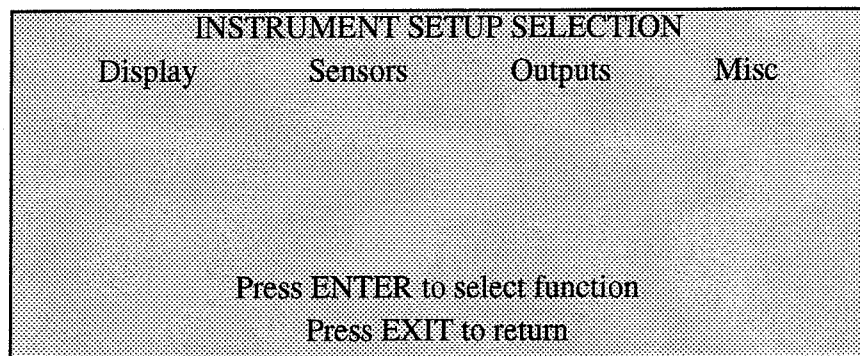 INSTRUMENT SETUP SELECTION
Display Sensors Outputs Misc
Press ENTER to select function
Press EXIT to return